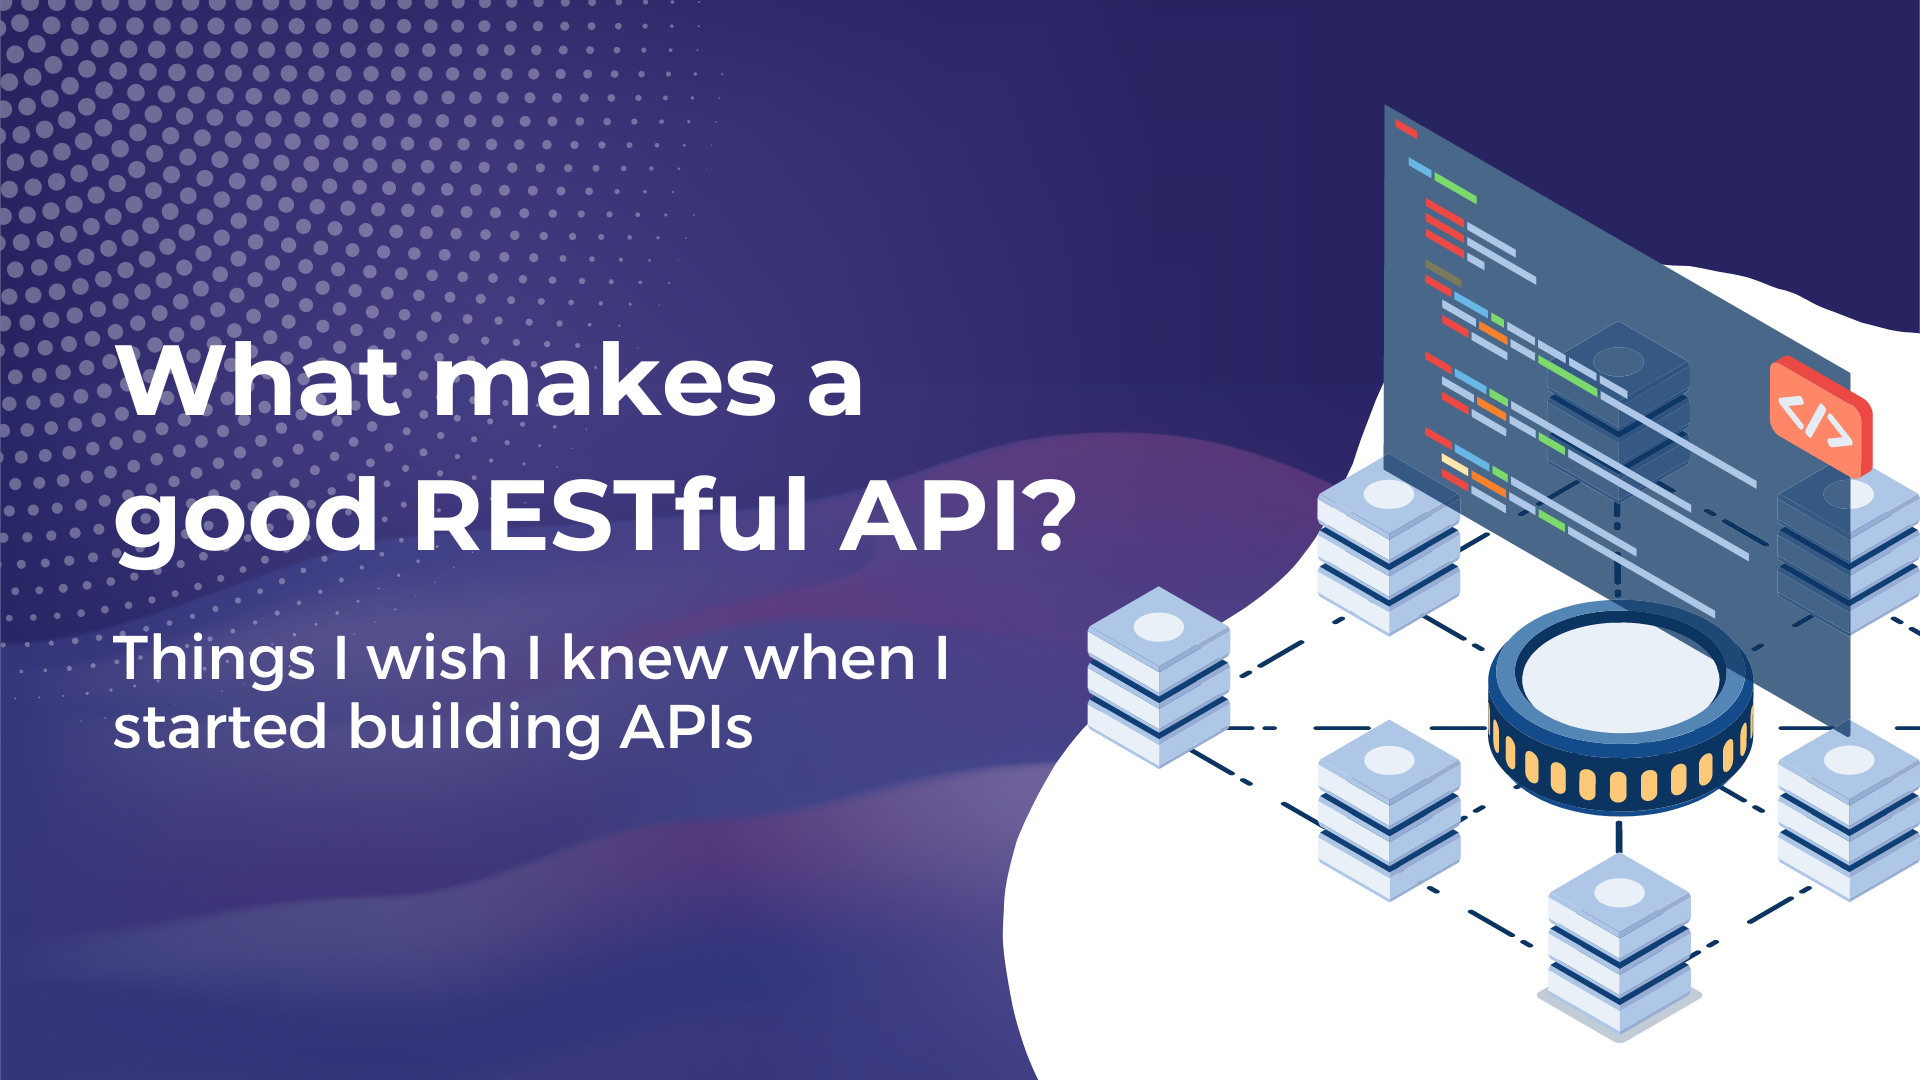 What makes a
good RESTful API?
Things I wish I knew when I
started building APIs
</>